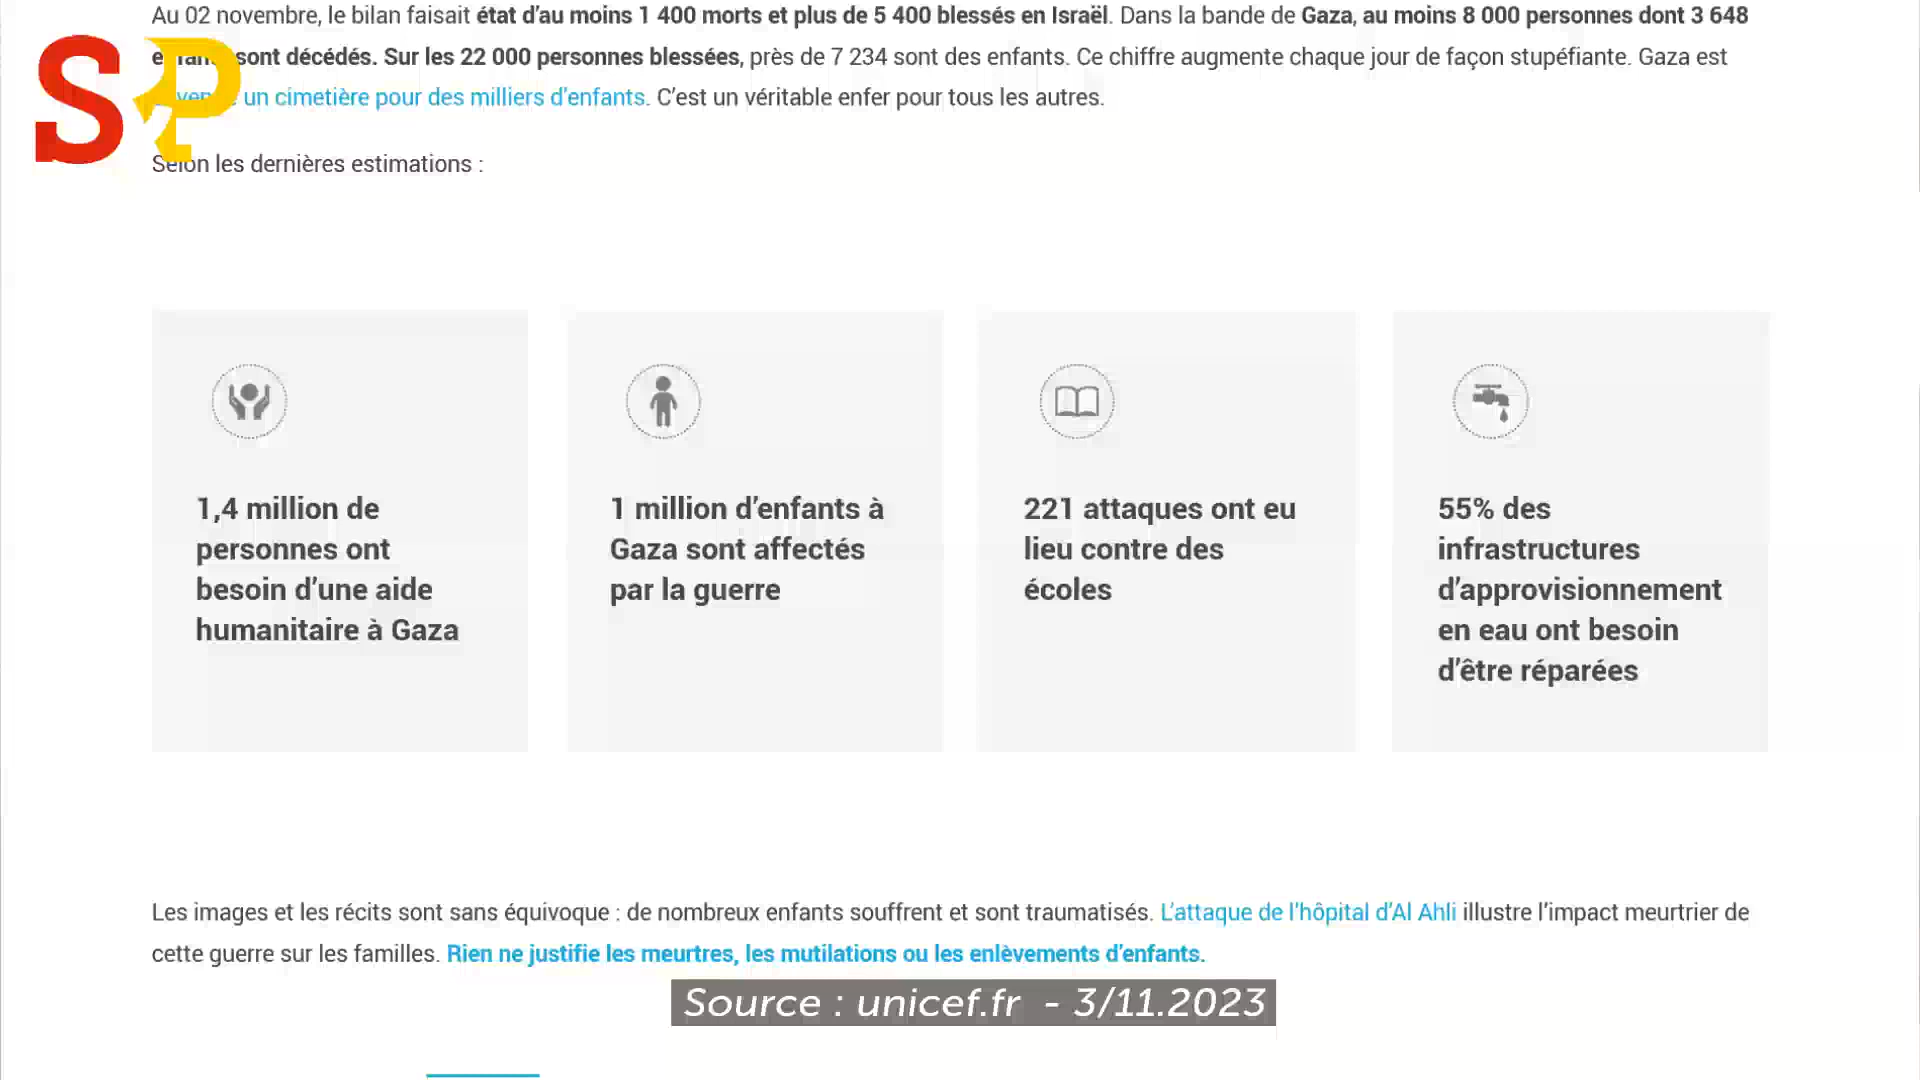 Au 02 novembre, le bilan faisait état d’au moins 1 400 morts et plus de 5 400 blessés en Israël. Dans la bande de Gaza, au moins 8 000 personnes dont 3 648
sont décédés. Sur les 22 000 personnes blessées, près de 7 234 sont des enfants. Ce chiffre augmente chaque jour de façon stupéfiante. Gaza est
un cimetière pour des milliers d’enfants. C’est un véritable enfer pour tous les autres.
SP
Selon les dernières estimations :
1,4 million de
personnes ont
besoin d’une aide
humanitaire à Gaza
1 million d’enfants à
Gaza sont affectés
par la guerre
221 attaques ont eu
lieu contre des
écoles
55% des
infrastructures
d’approvisionnement
en eau ont besoin
d’être réparées
Les images et les récits sont sans équivoque : de nombreux enfants souffrent et sont traumatisés. L’attaque de l’hôpital d’Al Ahli illustre l’impact meurtrier de
cette guerre sur les familles. Rien ne justifie les meurtres, les mutilations ou les enlèvements d’enfants.
Source : unicef.fr - 3/11.2023